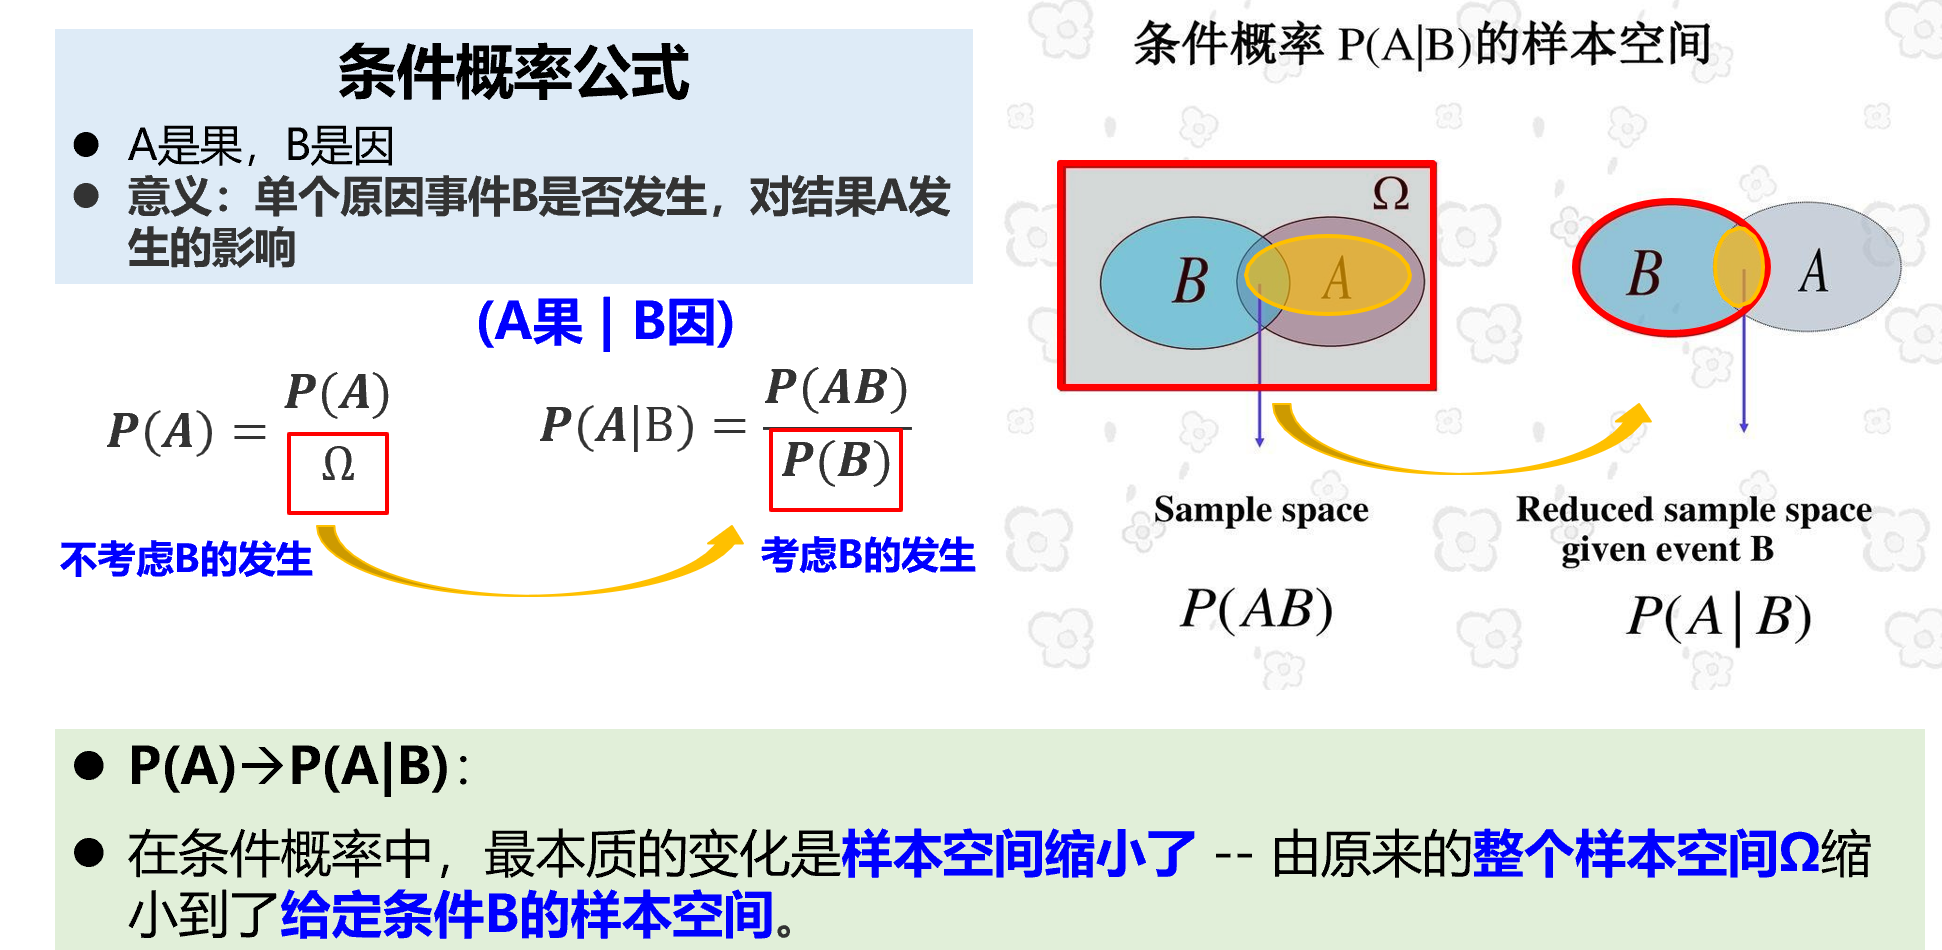 条件概率公式
● A是果，B是因
● 意义：单个原因事件B是否发生，对结果A发
生的影响
(A果 | B因)
P(A) = P(A) / Ω
P(A|B) = P(AB) / P(B)
不考虑B的发生
考虑B的发生
条件概率 P(A|B)的样本空间
Ω
B
A
B
A
Sample space
P(AB)
Reduced sample space
given event B
P(A | B)
● P(A)→P(A|B)：
● 在条件概率中，最本质的变化是样本空间缩小了 -- 由原来的整个样本空间Ω缩
小到了给定条件B的样本空间。